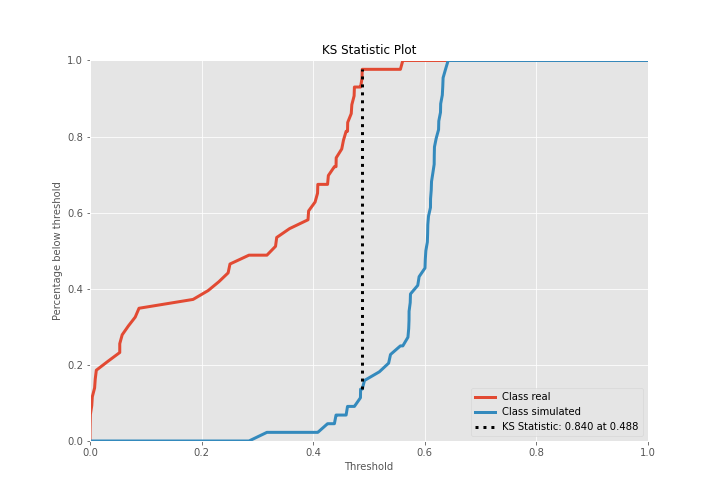 KS Statistic Plot
Percentage below threshold
1.0
0.8
0.6
0.4
0.2
0.0
0.0 0.2 0.4 0.6 0.8 1.0
Threshold
Class real
Class simulated
KS Statistic: 0.840 at 0.488